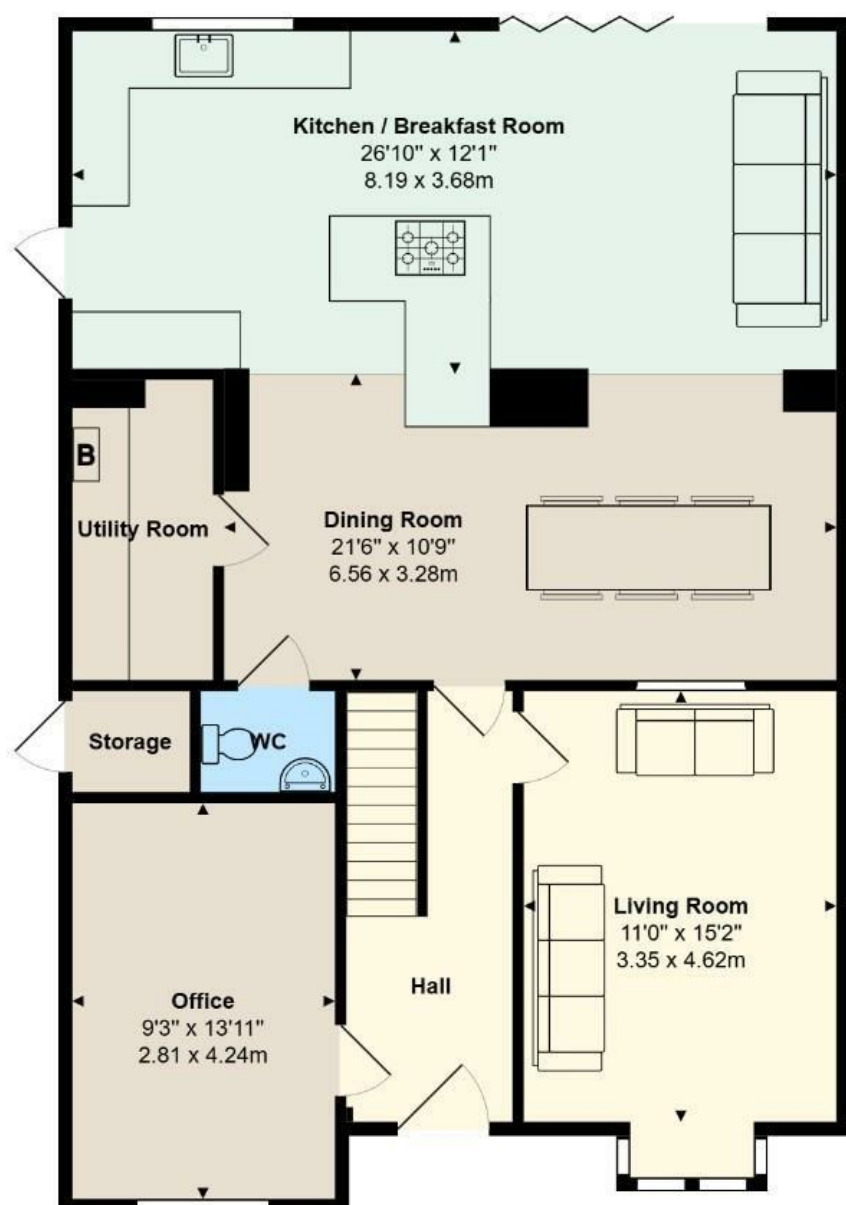 Kitchen / Breakfast Room
26'10" x 12'1"
8.19 x 3.68m
B
Utility Room
Dining Room
21'6" x 10'9"
6.56 x 3.28m
Storage
WC
Living Room
11'0" x 15'2"
3.35 x 4.62m
Hall
Office
9'3" x 13'11"
2.81 x 4.24m